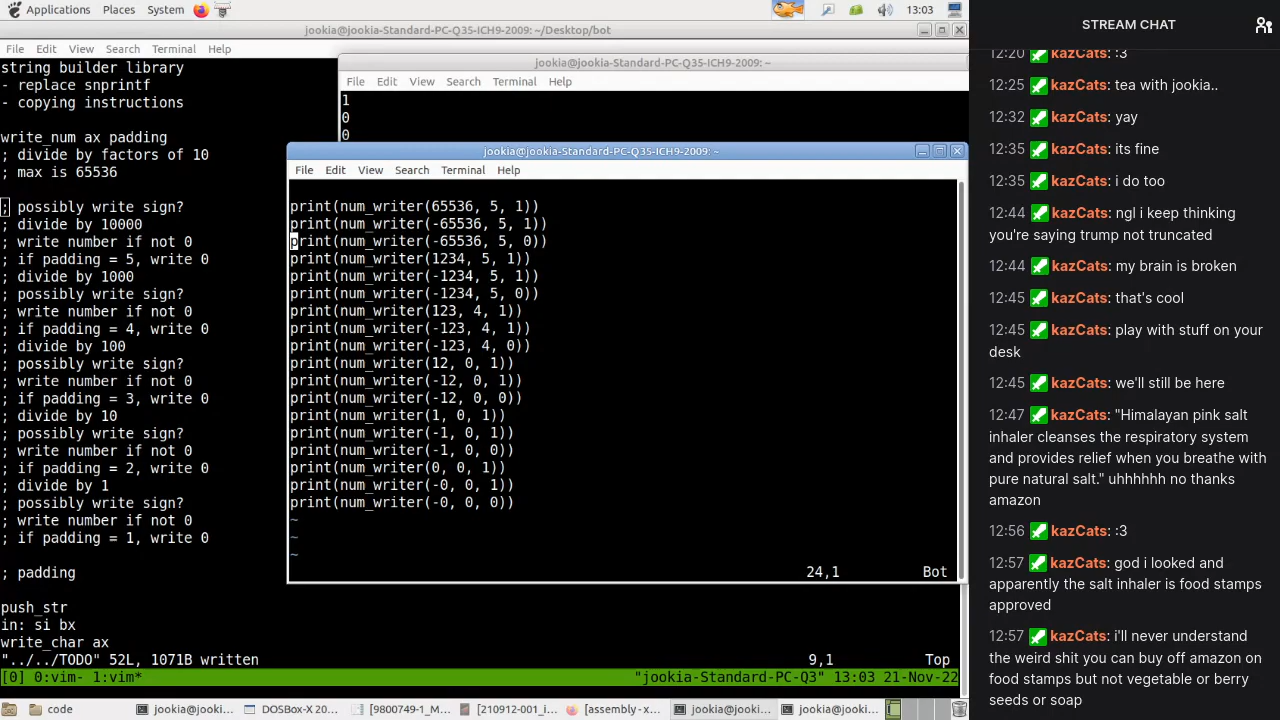 Applications Places System 13:03
jookia@jookia-Standard-PC-Q35-ICH9-2009: ~/Desktop/bot
File Edit View Search Terminal Help
string builder library
- replace snprintf
- copying instructions
write_num ax padding
; divide by factors of 10
; max is 65536
; possibly write sign?
; divide by 10000
; write number if not 0
; if padding = 5, write 0
; divide by 1000
; possibly write sign?
; write number if not 0
; if padding = 4, write 0
; divide by 100
; possibly write sign?
; write number if not 0
; if padding = 3, write 0
; divide by 10
; possibly write sign?
; write number if not 0
; if padding = 2, write 0
; divide by 1
; possibly write sign?
; write number if not 0
; if padding = 1, write 0
; padding
push_str
in: si bx
write_char ax
"../../TODO" 52L, 1071B written 9,1 Top
[0] 0:vim- 1:vim* "jookia-Standard-PC-Q3" 13:03 21-Nov-22
jookia@jookia-Standard-PC-Q35-ICH9-2009: ~
File Edit View Search Terminal Help
1
0
0
jookia@jookia-Standard-PC-Q35-ICH9-2009: ~
File Edit View Search Terminal Help
print(num_writer(65536, 5, 1))
print(num_writer(-65536, 5, 1))
print(num_writer(-65536, 5, 0))
print(num_writer(1234, 5, 1))
print(num_writer(-1234, 5, 1))
print(num_writer(-1234, 5, 0))
print(num_writer(123, 4, 1))
print(num_writer(-123, 4, 1))
print(num_writer(-123, 4, 0))
print(num_writer(12, 0, 1))
print(num_writer(-12, 0, 1))
print(num_writer(-12, 0, 0))
print(num_writer(1, 0, 1))
print(num_writer(-1, 0, 1))
print(num_writer(-1, 0, 0))
print(num_writer(0, 0, 1))
print(num_writer(-0, 0, 1))
print(num_writer(-0, 0, 0))
~
~
~
24,1 Bot
code jookia@jooki... DOSBox-X 20... [9800749-1_M... [210912-001_i... [assembly - x... jookia@jooki... jookia@jooki...
STREAM CHAT
12:20 kazCats: :3
12:25 kazCats: tea with jookia..
12:32 kazCats: yay
12:35 kazCats: its fine
12:35 kazCats: i do too
12:44 kazCats: ngl i keep thinking
you're saying trump not truncated
12:44 kazCats: my brain is broken
12:45 kazCats: that's cool
12:45 kazCats: play with stuff on your
desk
12:45 kazCats: we'll still be here
12:47 kazCats: "Himalayan pink salt
inhaler cleanses the respiratory system
and provides relief when you breathe with
pure natural salt." uhhhhhh no thanks
amazon
12:56 kazCats: :3
12:57 kazCats: god i looked and
apparently the salt inhaler is food stamps
approved
12:57 kazCats: i'll never understand
the weird shit you can buy off amazon on
food stamps but not vegetable or berry
seeds or soap